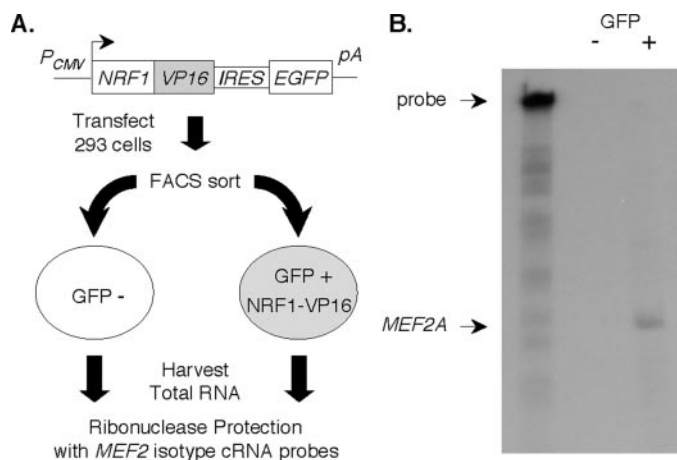 A.
P_CMV
NRF1 VP16 IRES EGFP
pA
Transfect
293 cells
FACS sort
GFP -
GFP +
NRF1-VP16
Harvest
Total RNA
Ribonuclease Protection
with MEF2 isotype cRNA probes
B.
GFP
- +
probe
MEF2A